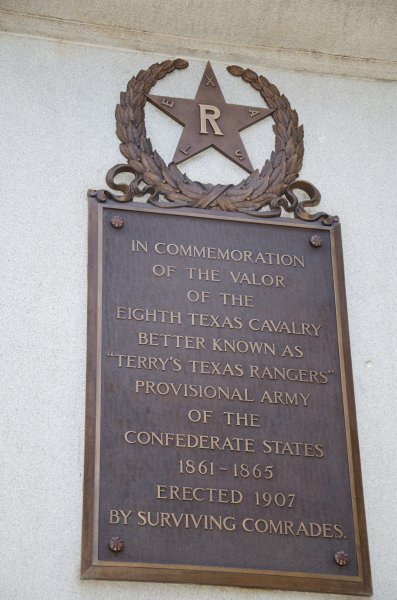 TEXAS
R
IN COMMEMORATION
OF THE VALOR
OF THE
EIGHTH TEXAS CAVALRY
BETTER KNOWN AS
"TERRY'S TEXAS RANGERS"
PROVISIONAL ARMY
OF THE
CONFEDERATE STATES
1861-1865
ERECTED 1907
BY SURVIVING COMRADES.